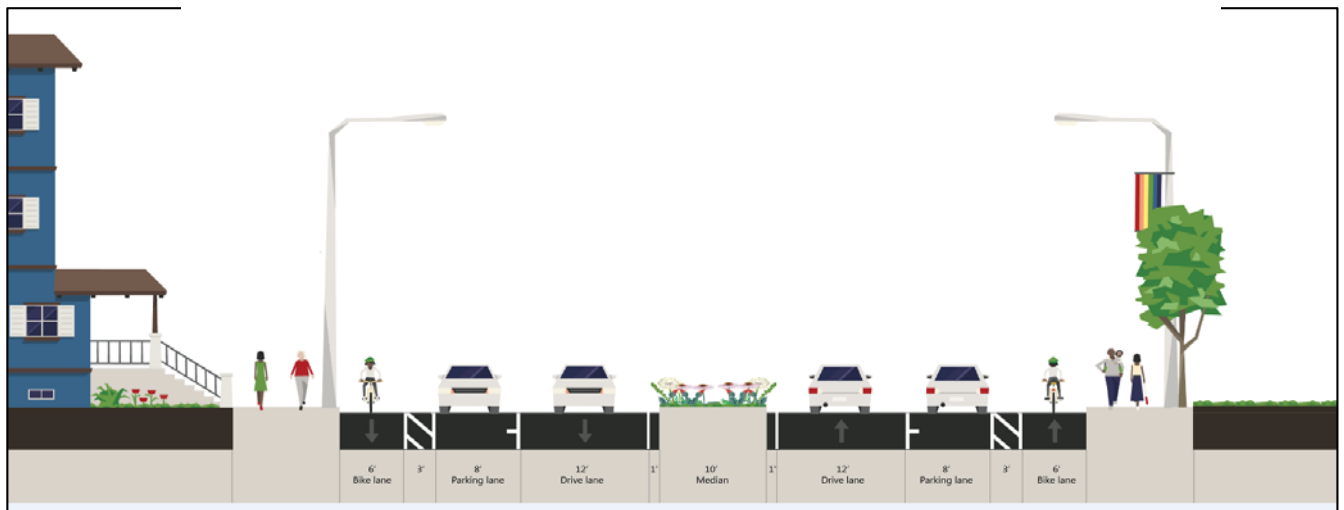 6'
Bike lane
3'
8'
Parking lane
12'
Drive lane
1'
10'
Median
1'
12'
Drive lane
8'
Parking lane
3'
6'
Bike lane